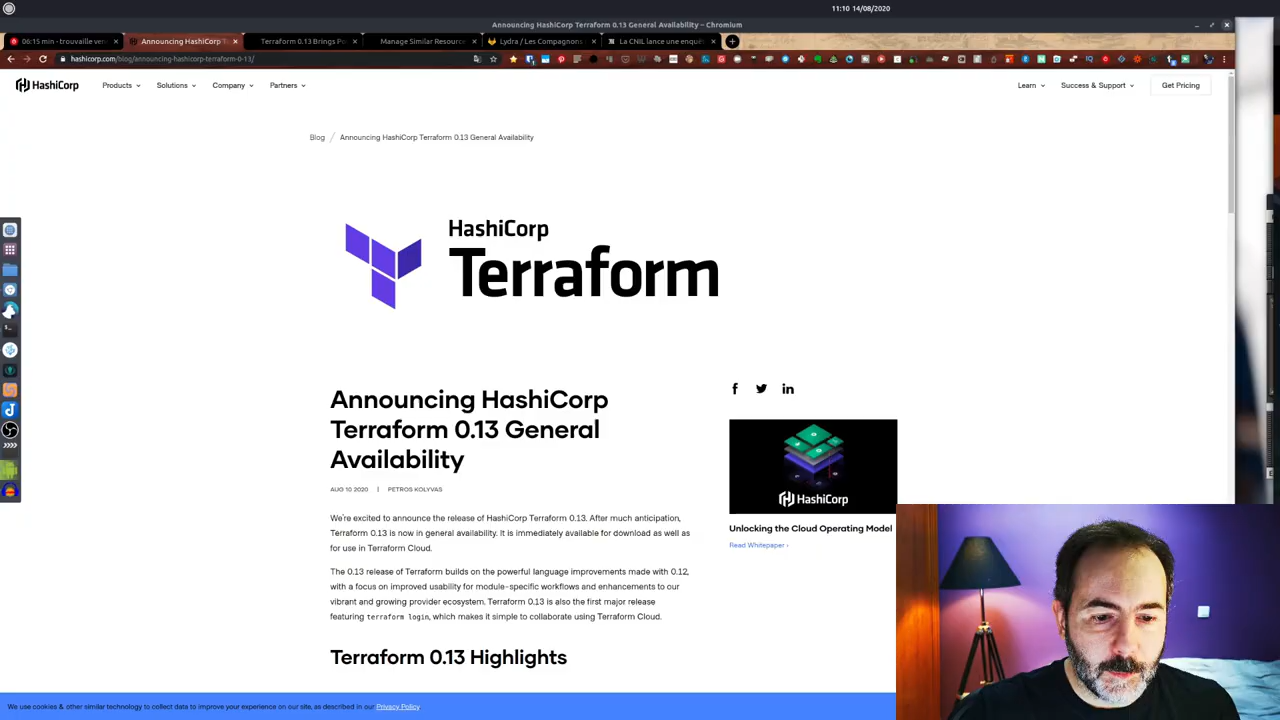 11:10 14/08/2020
Announcing HashiCorp Terraform 0.13 General Availability – Chromium
06:15 min - trouvaille ver
Announcing HashiCorp T
Terraform 0.13 Brings Po
Manage Similar Resource
Lydra / Les Compagnons
La CNIL lance une enquê
hashicorp.com/blog/announcing-hashicorp-terraform-0-13/
HashiCorp
Products
Solutions
Company
Partners
Learn
Success & Support
Get Pricing
Blog / Announcing HashiCorp Terraform 0.13 General Availability
HashiCorp
Terraform
Announcing HashiCorp
Terraform 0.13 General
Availability
AUG 10 2020 | PETROS KOLYVAS
We're excited to announce the release of HashiCorp Terraform 0.13. After much anticipation,
Terraform 0.13 is now in general availability. It is immediately available for download as well as
for use in Terraform Cloud.
The 0.13 release of Terraform builds on the powerful language improvements made with 0.12,
with a focus on improved usability for module-specific workflows and enhancements to our
vibrant and growing provider ecosystem. Terraform 0.13 is also the first major release
featuring terraform login, which makes it simple to collaborate using Terraform Cloud.
Terraform 0.13 Highlights
HashiCorp
Unlocking the Cloud Operating Model
Read Whitepaper ›
We use cookies & other similar technology to collect data to improve your experience on our site, as described in our Privacy Policy.